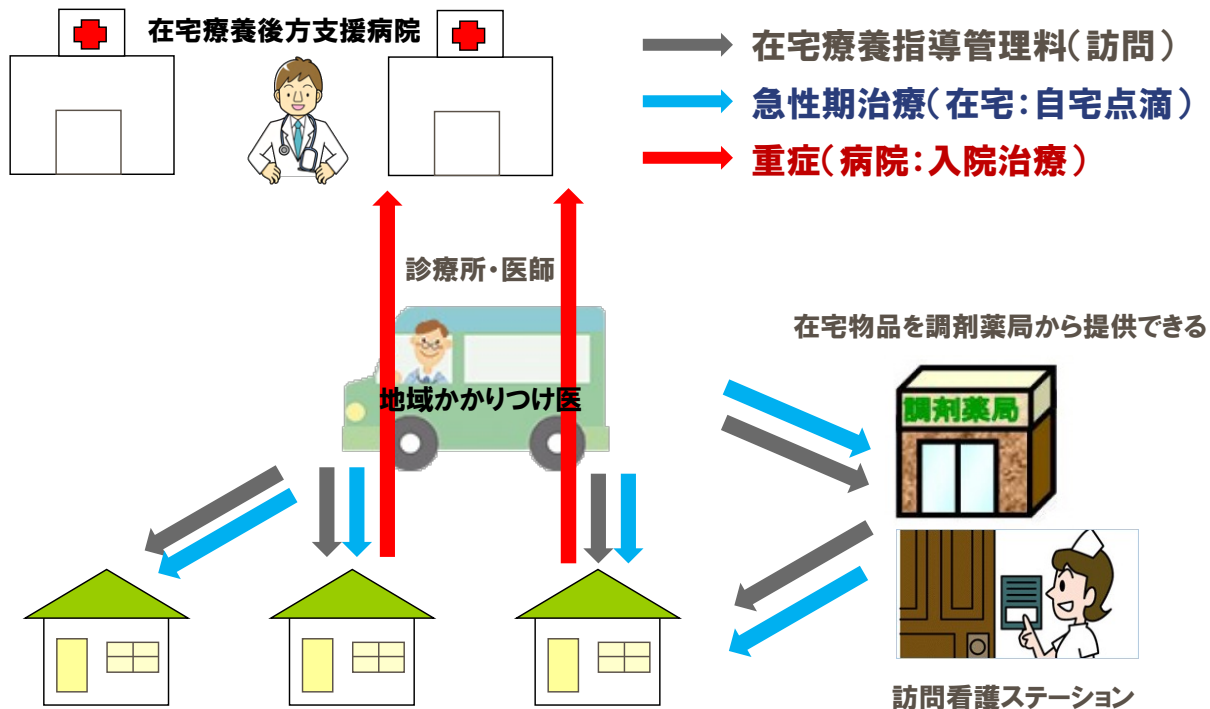 在宅療養後方支援病院
在宅療養指導管理料(訪問)
急性期治療(在宅:自宅点滴)
重症(病院:入院治療)
診療所・医師
地域かかりつけ医
在宅物品を調剤薬局から提供できる
調剤薬局
訪問看護ステーション